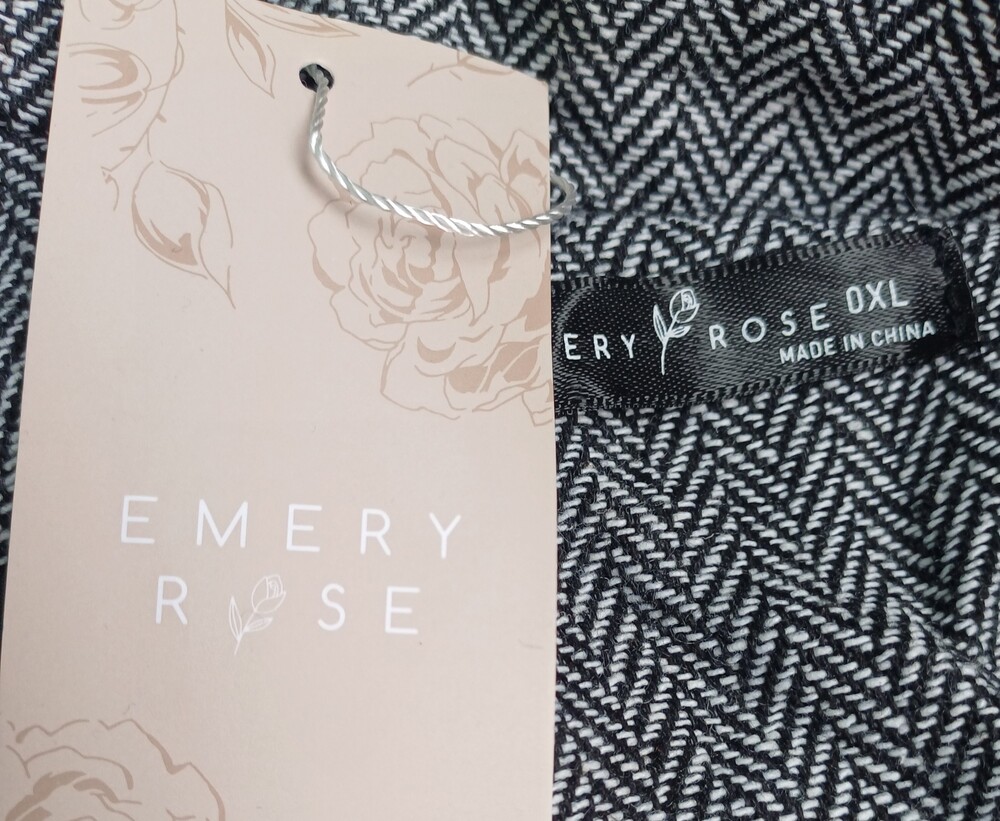 EMERY
R SE
ERY ROSE 0XL
MADE IN CHINA